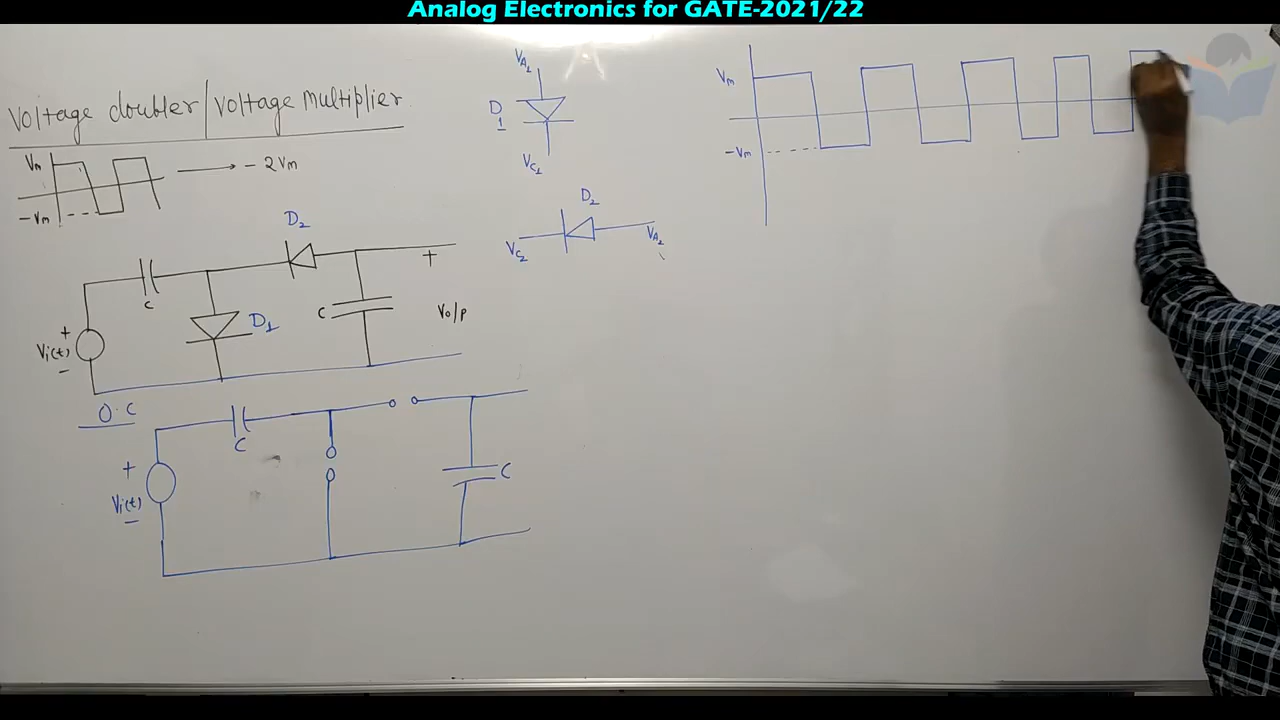 Analog Electronics for GATE-2021/22
Voltage doubler/voltage multiplier
Vm
-Vm
- 2Vm
D2
C
D1
C
+
Vo/p
+
Vi(t)
-
O.C
C
+
Vi(t)
-
C
VA1
D1
VC1
D2
VC2
VA2
Vm
-Vm